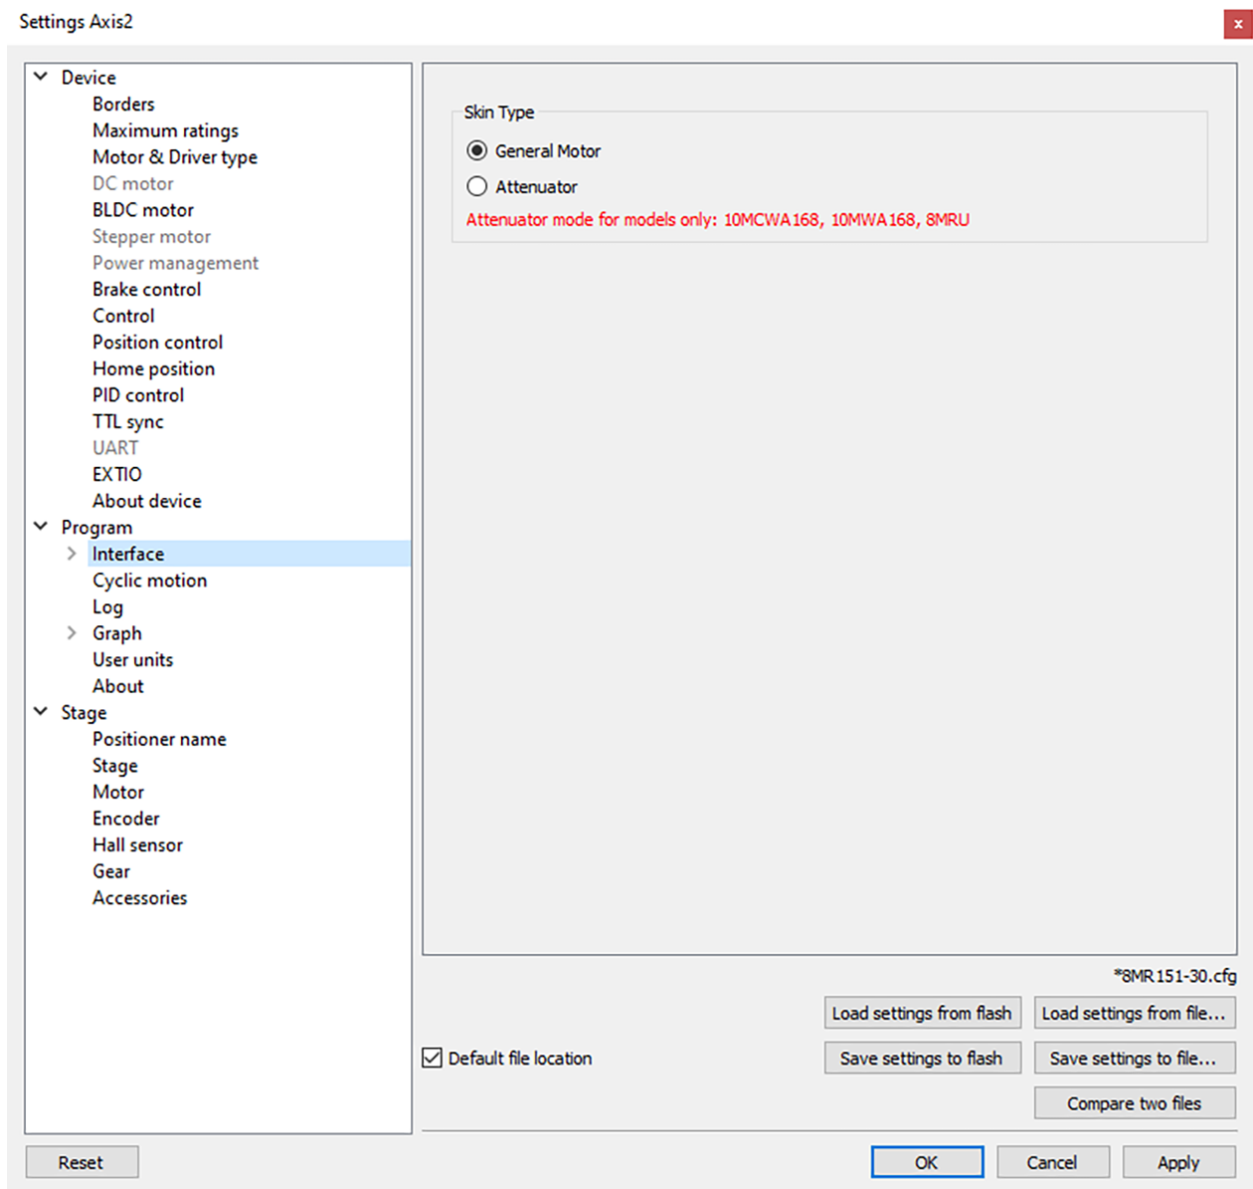 Settings Axis2
x
Device
Borders
Maximum ratings
Motor & Driver type
DC motor
BLDC motor
Stepper motor
Power management
Brake control
Control
Position control
Home position
PID control
TTL sync
UART
EXTIO
About device
Program
Interface
Cyclic motion
Log
Graph
User units
About
Stage
Positioner name
Stage
Motor
Encoder
Hall sensor
Gear
Accessories
Skin Type
General Motor
Attenuator
Attenuator mode for models only: 10MCWA168, 10MWA168, 8MRU
*8MR151-30.cfg
Load settings from flash
Load settings from file...
Default file location
Save settings to flash
Save settings to file...
Compare two files
Reset
OK
Cancel
Apply